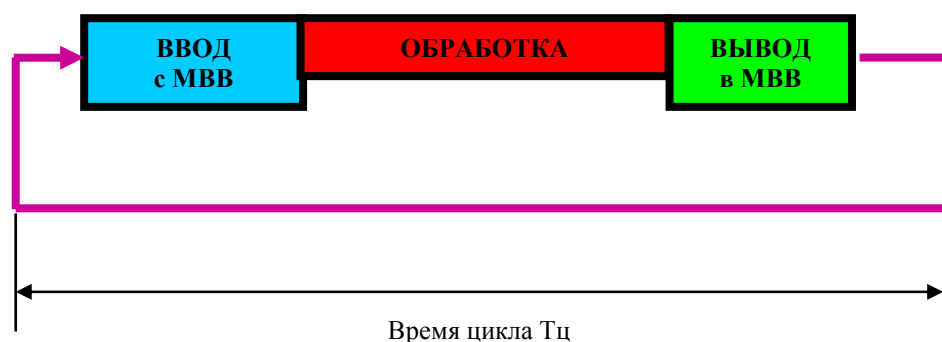 ВВОД
с МВВ
ОБРАБОТКА
ВЫВОД
в МВВ
Время цикла Тц